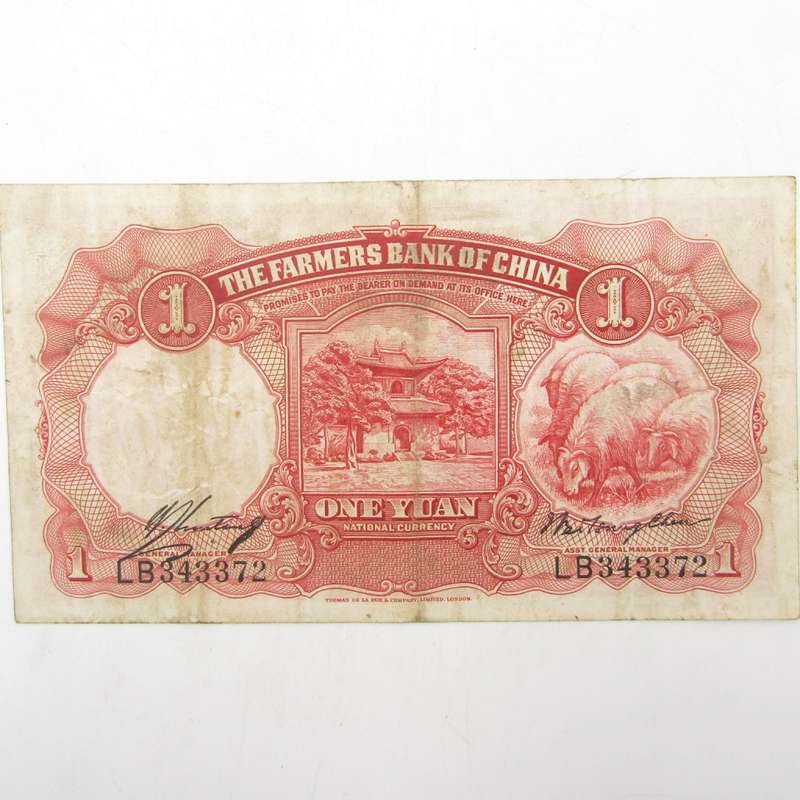 THE FARMERS BANK OF CHINA
PROMISES TO PAY THE BEARER ON DEMAND AT ITS OFFICE HERE
1 1
ONE YUAN
NATIONAL CURRENCY
GENERAL MANAGER
ASST. GENERAL MANAGER
1 LB343372
LB343372 1
THOMAS DE LA RUE & COMPANY, LIMITED, LONDON.